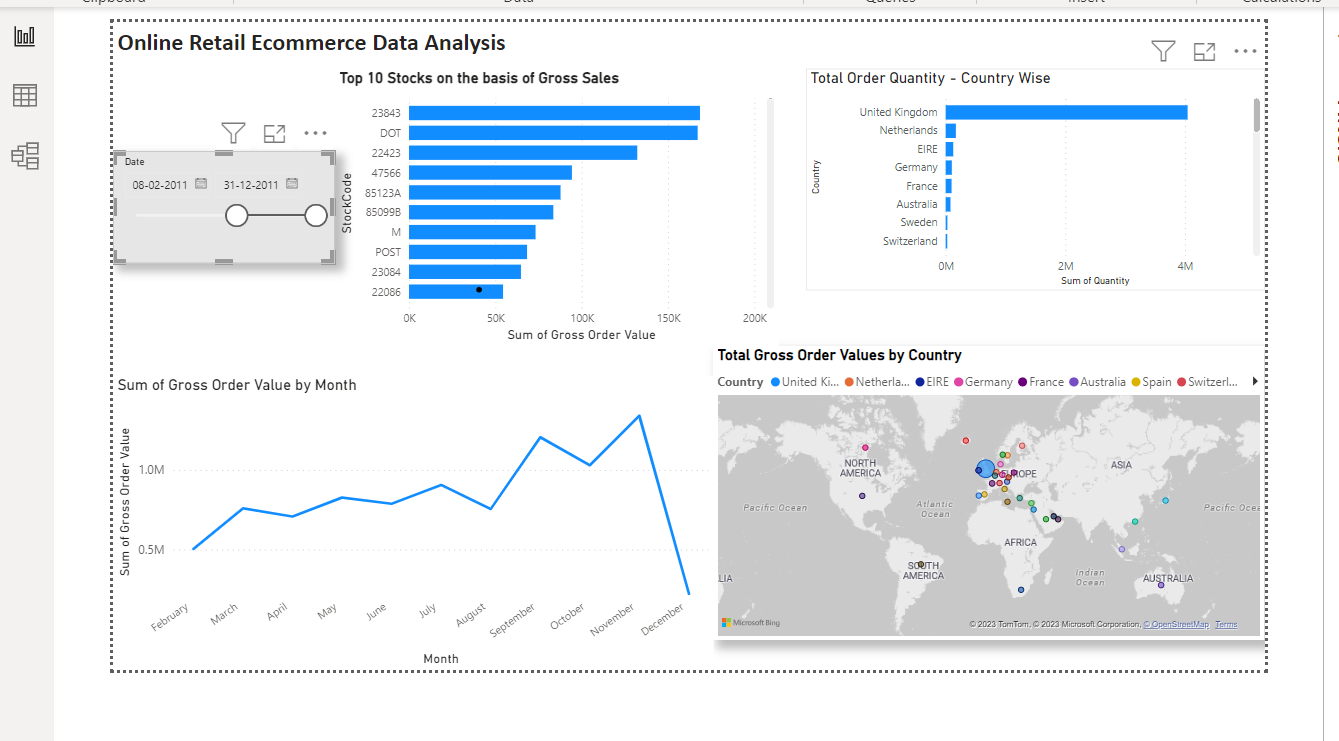 Clipboard
Data
Queries
Insert
Calculations
Online Retail Ecommerce Data Analysis
Top 10 Stocks on the basis of Gross Sales
StockCode
23843
DOT
22423
47566
85123A
85099B
M
POST
23084
22086
0K 50K 100K 150K 200K
Sum of Gross Order Value
Date
08-02-2011 31-12-2011
Total Order Quantity - Country Wise
Country
United Kingdom
Netherlands
EIRE
Germany
France
Australia
Sweden
Switzerland
0M 2M 4M
Sum of Quantity
Sum of Gross Order Value by Month
Sum of Gross Order Value
1.0M
0.5M
February March April May June July August September October November December
Month
Total Gross Order Values by Country
Country United Ki... Netherla... EIRE Germany France Australia Spain Switzerl...
NORTH
AMERICA
EUROPE
ASIA
Pacific Ocean
Atlantic
Ocean
Pacific Ocea
AFRICA
SOUTH
AMERICA
Indian
Ocean
LIA
AUSTRALIA
Microsoft Bing
© 2023 TomTom, © 2023 Microsoft Corporation, © OpenStreetMap Terms